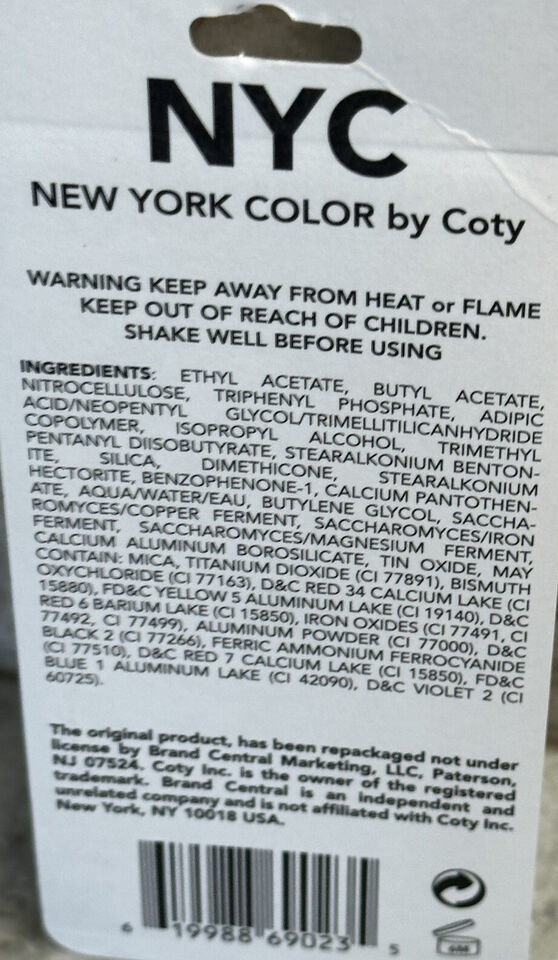 NYC
NEW YORK COLOR by Coty
WARNING KEEP AWAY FROM HEAT or FLAME
KEEP OUT OF REACH OF CHILDREN.
SHAKE WELL BEFORE USING
INGREDIENTS: ETHYL ACETATE, BUTYL ACETATE,
NITROCELLULOSE, TRIPHENYL PHOSPHATE, ADIPIC
ACID/NEOPENTYL GLYCOL/TRIMELLITILICANHYDRIDE
COPOLYMER, ISOPROPYL ALCOHOL, TRIMETHYL
PENTANYL DIISOBUTYRATE, STEARALKONIUM BENTON-
ITE, SILICA, DIMETHICONE, STEARALKONIUM
HECTORITE, BENZOPHENONE-1, CALCIUM PANTOTHEN-
ATE, AQUA/WATER/EAU, BUTYLENE GLYCOL, SACCHA-
ROMYCES/COPPER FERMENT, SACCHAROMYCES/IRON
FERMENT, SACCHAROMYCES/MAGNESIUM FERMENT,
CALCIUM ALUMINUM BOROSILICATE, TIN OXIDE, MAY
CONTAIN: MICA, TITANIUM DIOXIDE (CI 77891), BISMUTH
OXYCHLORIDE (CI 77163), D&C RED 34 CALCIUM LAKE (CI
15880), FD&C YELLOW 5 ALUMINUM LAKE (CI 19140), D&C
RED 6 BARIUM LAKE (CI 15850), IRON OXIDES (CI 77491, CI
77492, CI 77499), ALUMINUM POWDER (CI 77000), D&C
BLACK 2 (CI 77266), FERRIC AMMONIUM FERROCYANIDE
(CI 77510), D&C RED 7 CALCIUM LAKE (CI 15850), FD&C
BLUE 1 ALUMINUM LAKE (CI 42090), D&C VIOLET 2 (CI
60725).
The original product, has been repackaged not under
license by Brand Central Marketing, LLC, Paterson,
NJ 07524. Coty Inc. is the owner of the registered
trademark. Brand Central is an independent and
unrelated company and is not affiliated with Coty Inc.
New York, NY 10018 USA.
6 19988 69023 5